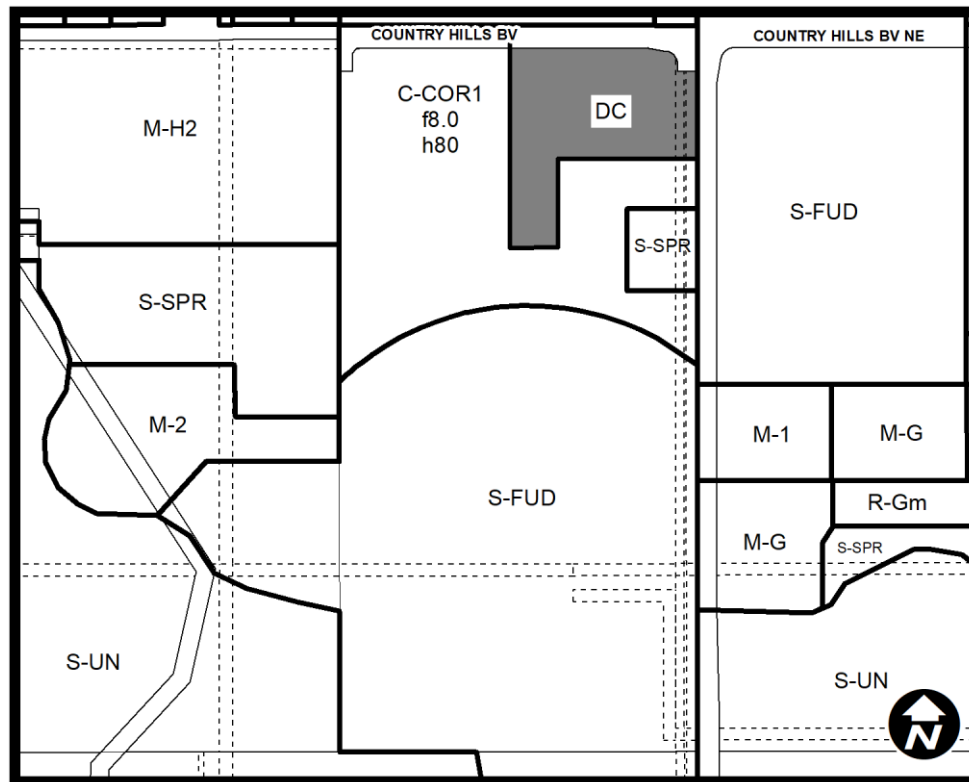 COUNTRY HILLS BV
COUNTRY HILLS BV NE
C-COR1
f8.0
h80
DC
M-H2
S-FUD
S-SPR
S-SPR
M-2
M-1
M-G
S-FUD
R-Gm
M-G
S-SPR
S-UN
S-UN
N